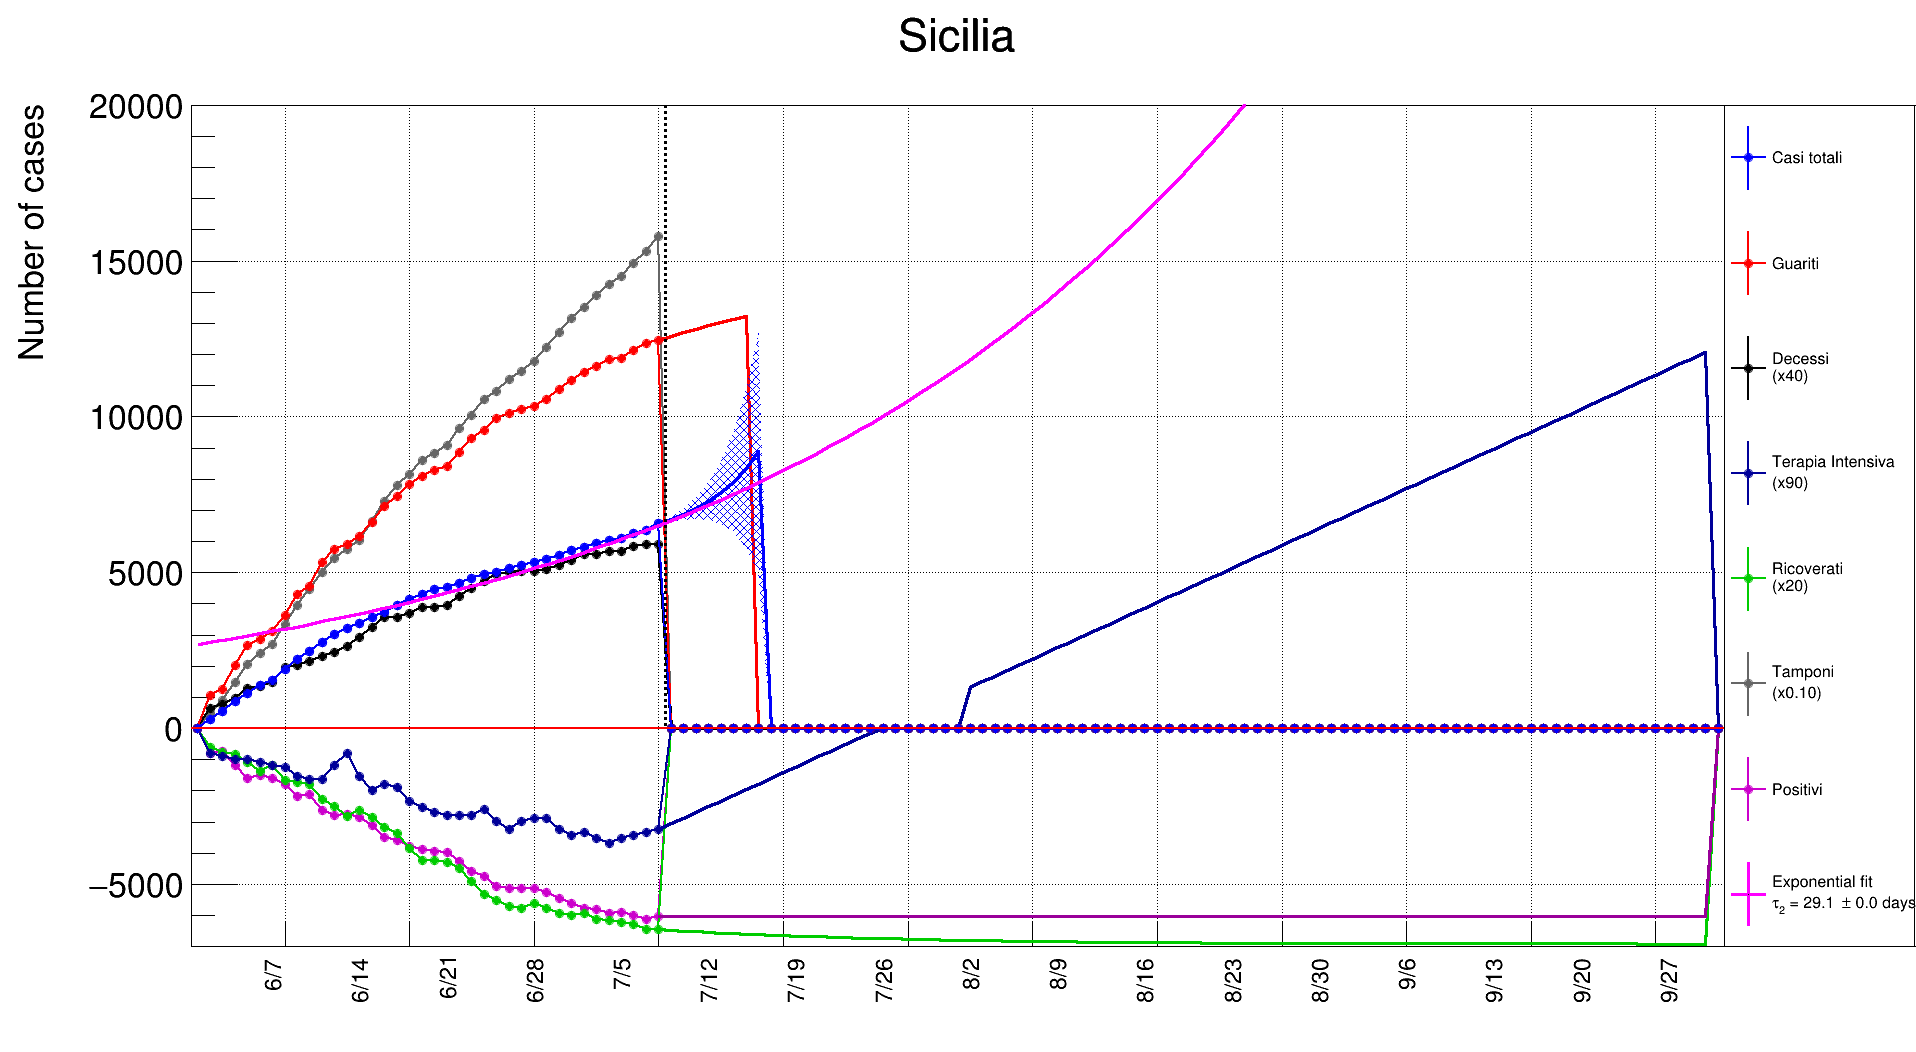 Sicilia
Number of cases
20000
15000
10000
5000
0
−5000
6/7
6/14
6/21
6/28
7/5
7/12
7/19
7/26
8/2
8/9
8/16
8/23
8/30
9/6
9/13
9/20
9/27
Casi totali
Guariti
Decessi
(x40)
Terapia Intensiva
(x90)
Ricoverati
(x20)
Tamponi
(x0.10)
Positivi
Exponential fit
τ2 = 29.1 ± 0.0 days